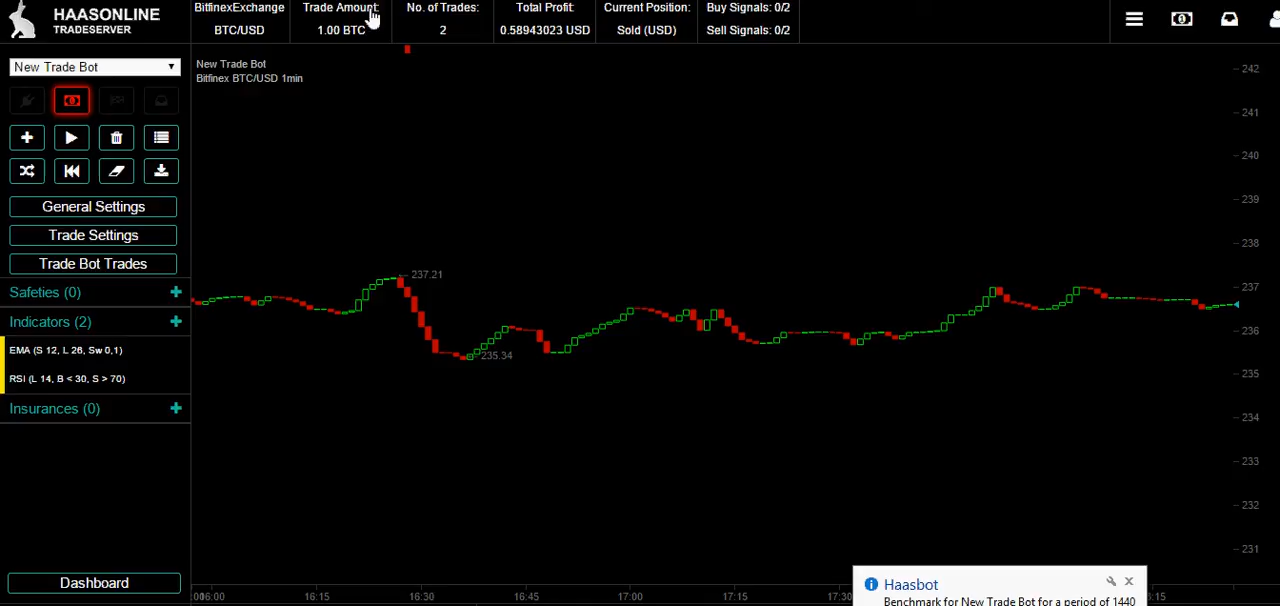 HAASONLINE
TRADESERVER
BitfinexExchange
BTC/USD
Trade Amount:
1.00 BTC
No. of Trades:
2
Total Profit:
0.58943023 USD
Current Position:
Sold (USD)
Buy Signals: 0/2
Sell Signals: 0/2
New Trade Bot
General Settings
Trade Settings
Trade Bot Trades
Safeties (0)
Indicators (2)
EMA (S 12, L 26, Sw 0,1)
RSI (L 14, B < 30, S > 70)
Insurances (0)
Dashboard
New Trade Bot
Bitfinex BTC/USD 1min
237.21
235.34
242
241
240
239
238
237
236
235
234
233
232
231
16:00
16:15
16:30
16:45
17:00
17:15
17:30
Haasbot
Benchmark for New Trade Bot for a period of 1440